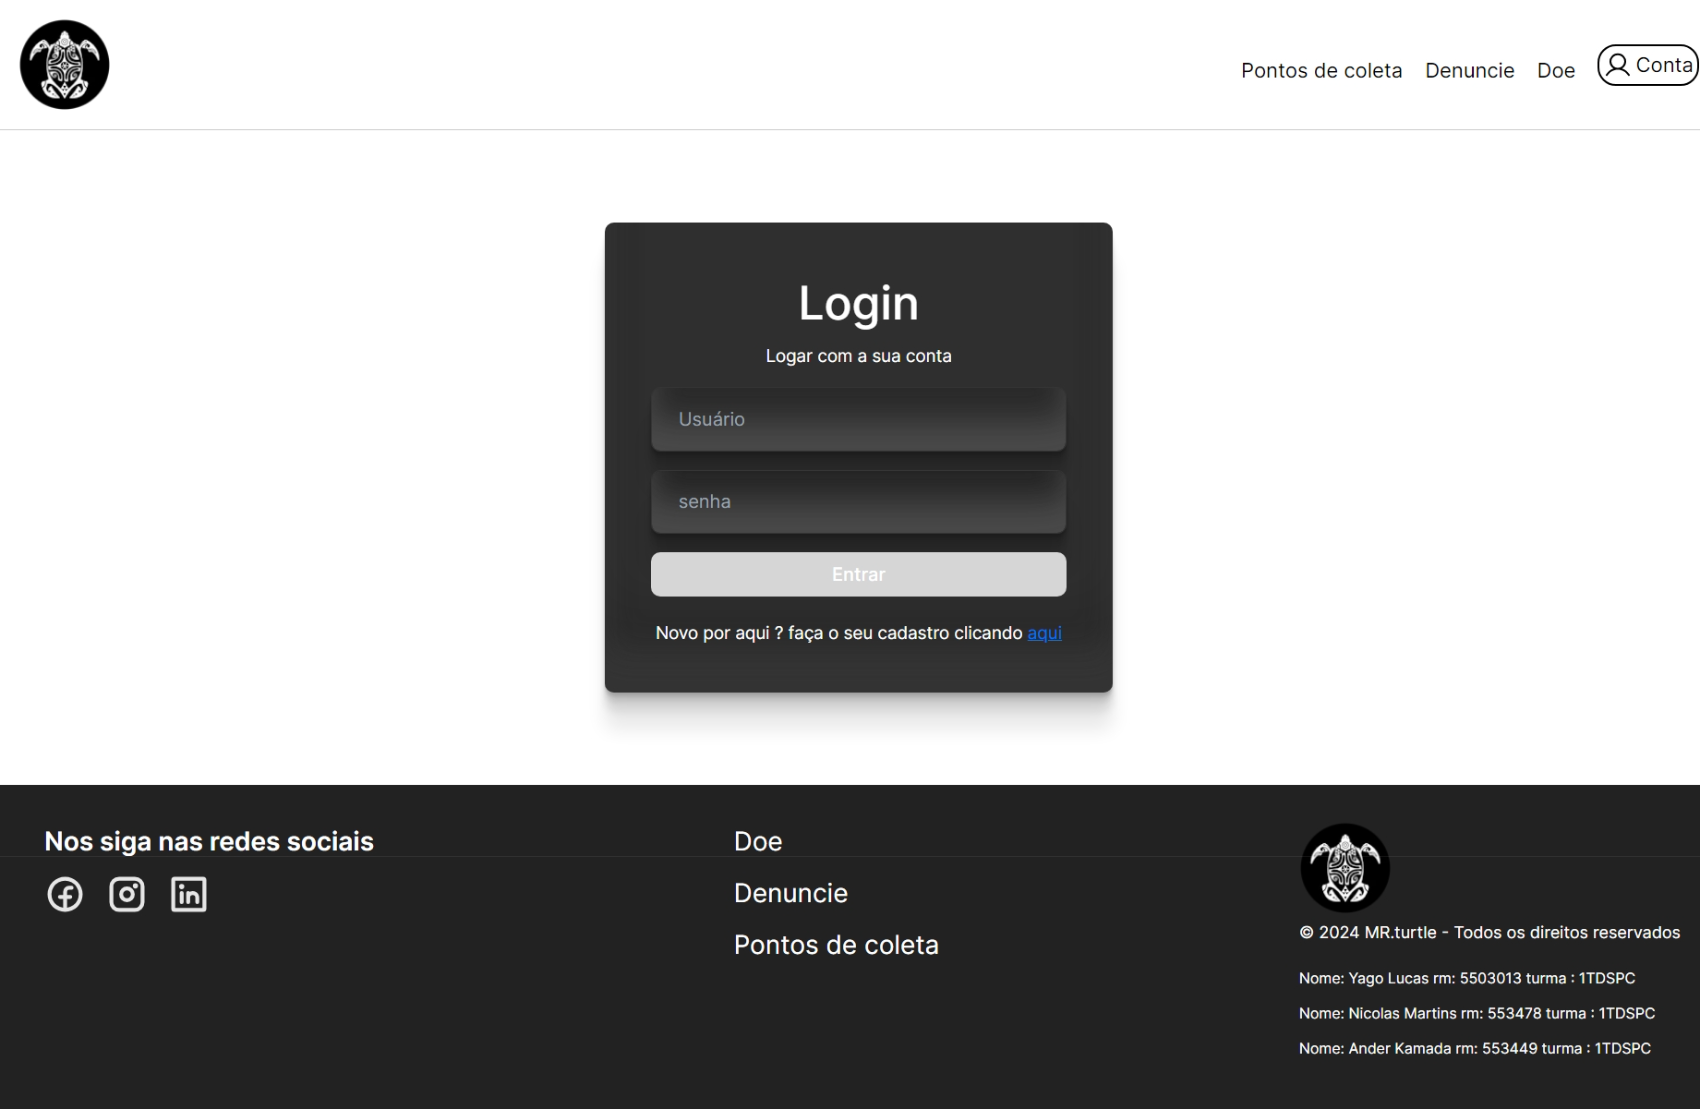 Pontos de coleta Denuncie Doe Conta
Login
Logar com a sua conta
Usuário
senha
Entrar
Novo por aqui ? faça o seu cadastro clicando aqui
Nos siga nas redes sociais
Doe
Denuncie
Pontos de coleta
© 2024 MR.turtle - Todos os direitos reservados
Nome: Yago Lucas rm: 5503013 turma : 1TDSPC
Nome: Nicolas Martins rm: 553478 turma : 1TDSPC
Nome: Ander Kamada rm: 553449 turma : 1TDSPC